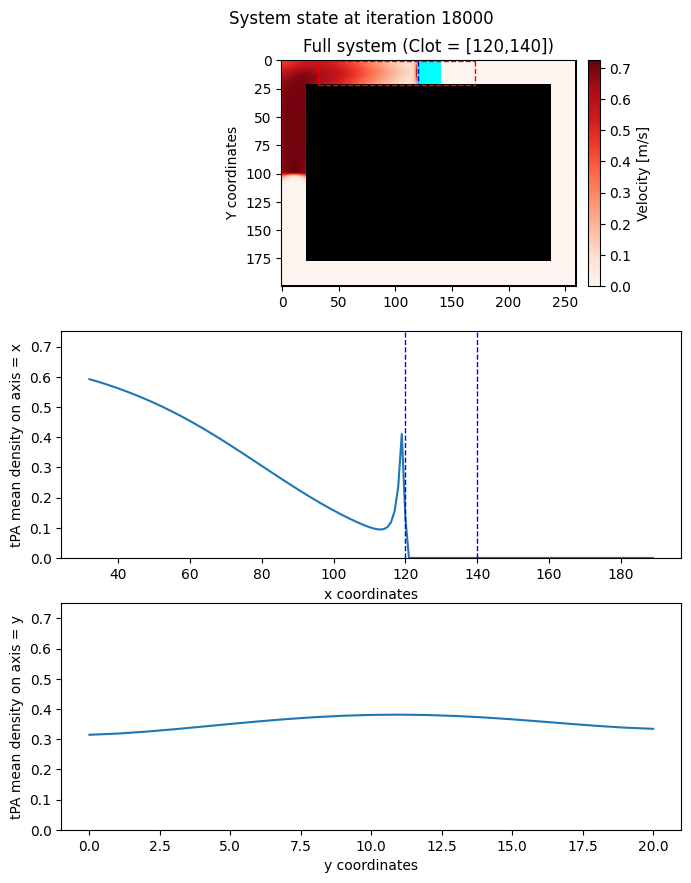 System state at iteration 18000
Full system (Clot = [120,140])
0
25
50
75
100
125
150
175
Y coordinates
0 50 100 150 200 250
0.7
0.6
0.5
0.4
0.3
0.2
0.1
0.0
Velocity [m/s]
0.7
0.6
0.5
0.4
0.3
0.2
0.1
0.0
tPA mean density on axis = x
40 60 80 100 120 140 160 180
x coordinates
0.7
0.6
0.5
0.4
0.3
0.2
0.1
0.0
tPA mean density on axis = y
0.0 2.5 5.0 7.5 10.0 12.5 15.0 17.5 20.0
y coordinates